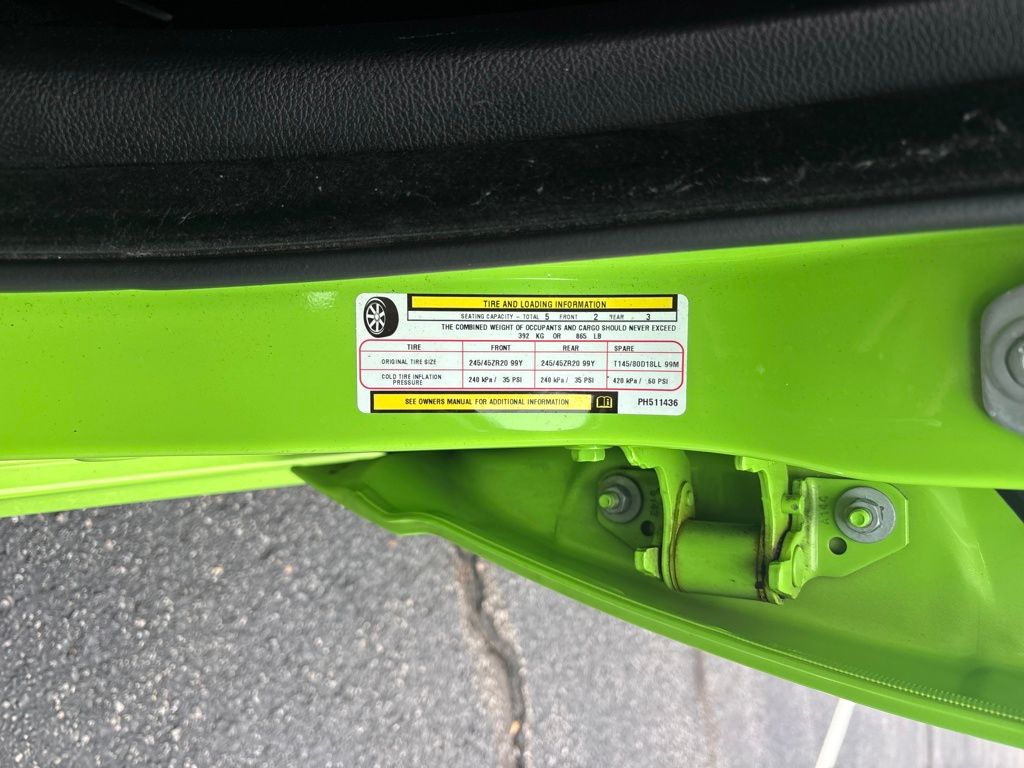 TIRE AND LOADING INFORMATION
SEATING CAPACITY - TOTAL 5 FRONT 2 REAR 3
THE COMBINED WEIGHT OF OCCUPANTS AND CARGO SHOULD NEVER EXCEED
392 KG OR 865 LB
TIRE FRONT REAR SPARE
ORIGINAL TIRE SIZE 245/45ZR20 99Y 245/45ZR20 99Y T145/80D18LL 99M
COLD TIRE INFLATION PRESSURE 240 kPa / 35 PSI 240 kPa / 35 PSI 420 kPa / 60 PSI
SEE OWNERS MANUAL FOR ADDITIONAL INFORMATION PH511436